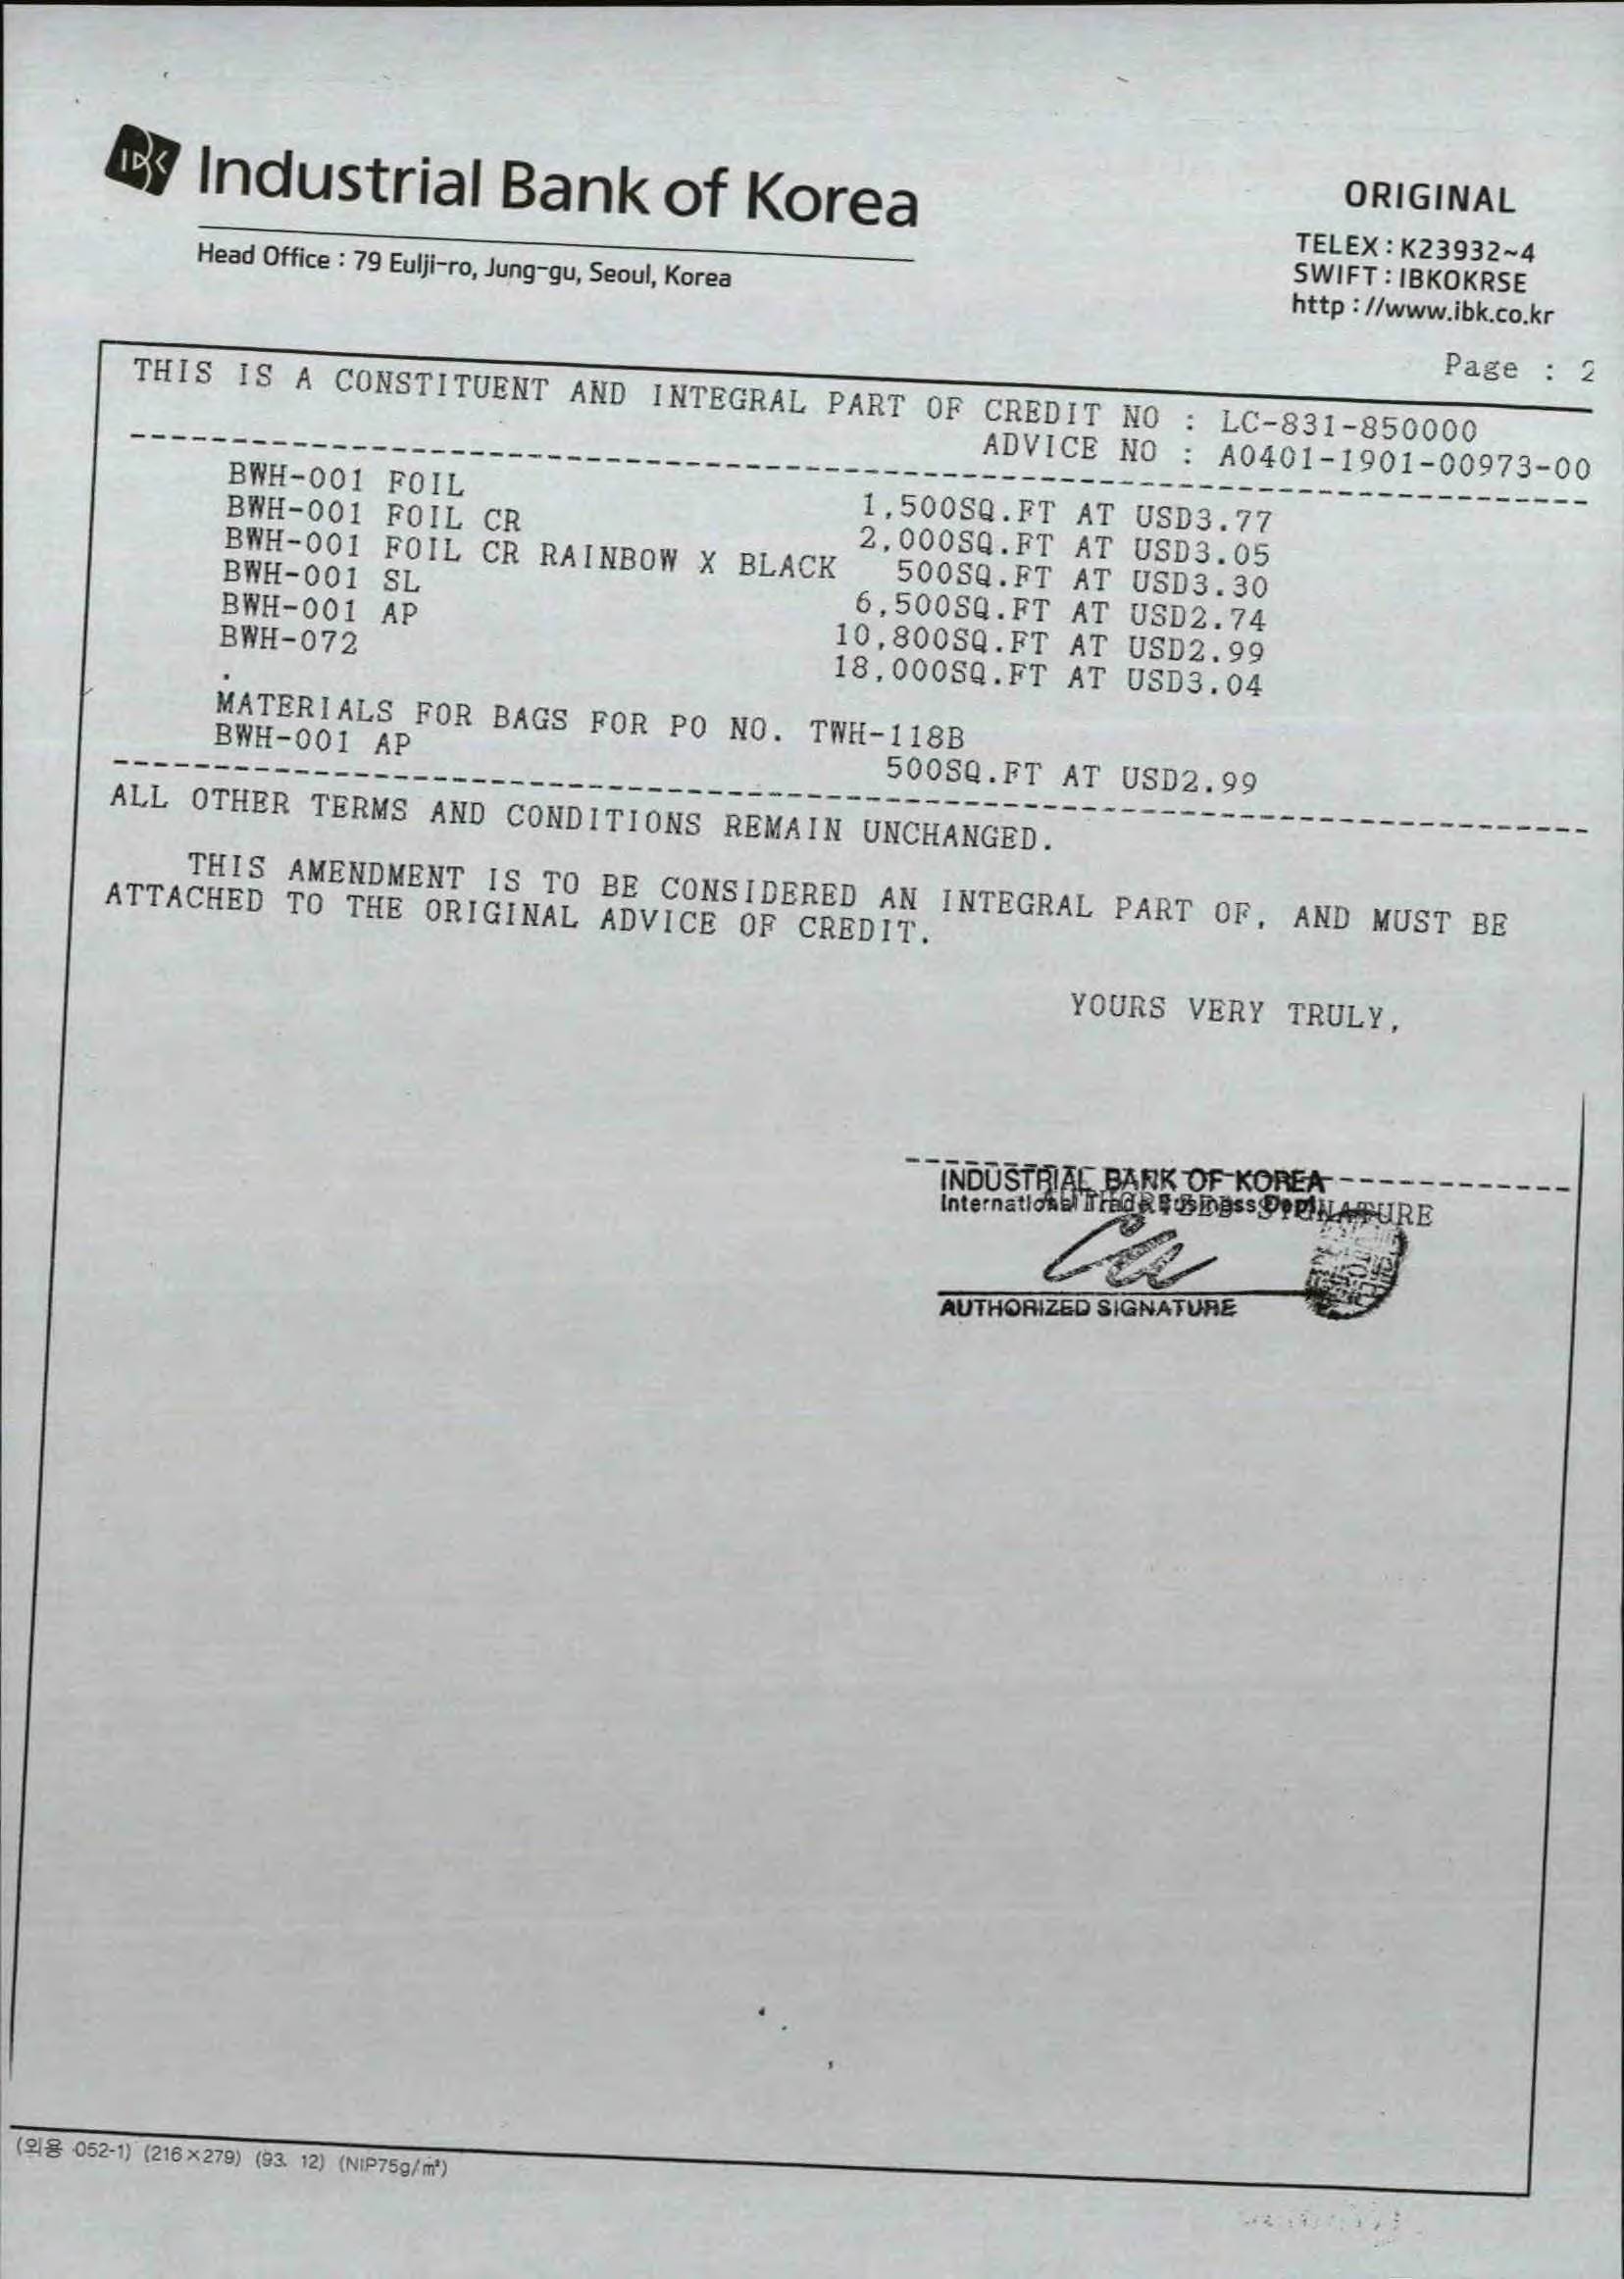 IBK Industrial Bank of Korea
Head Office : 79 Eulji-ro, Jung-gu, Seoul, Korea
ORIGINAL
TELEX : K23932~4
SWIFT : IBKOKRSE
http : //www.ibk.co.kr
Page : 2
THIS IS A CONSTITUENT AND INTEGRAL PART OF CREDIT NO : LC-831-850000
ADVICE NO : A0401-1901-00973-00
BWH-001 FOIL 1,500SQ.FT AT USD3.77
BWH-001 FOIL CR 2,000SQ.FT AT USD3.05
BWH-001 FOIL CR RAINBOW X BLACK 500SQ.FT AT USD3.30
BWH-001 SL 6,500SQ.FT AT USD2.74
BWH-001 AP 10,800SQ.FT AT USD2.99
BWH-072 18,000SQ.FT AT USD3.04
.
MATERIALS FOR BAGS FOR PO NO. TWH-118B
BWH-001 AP 500SQ.FT AT USD2.99
ALL OTHER TERMS AND CONDITIONS REMAIN UNCHANGED.
THIS AMENDMENT IS TO BE CONSIDERED AN INTEGRAL PART OF, AND MUST BE
ATTACHED TO THE ORIGINAL ADVICE OF CREDIT.
YOURS VERY TRULY,
INDUSTRIAL BANK OF KOREA
International Trade Business Dept.
AUTHORIZED SIGNATURE
AUTHORIZED SIGNATURE
(외용 052-1) (216×279) (93. 12) (NIP75g/㎡)